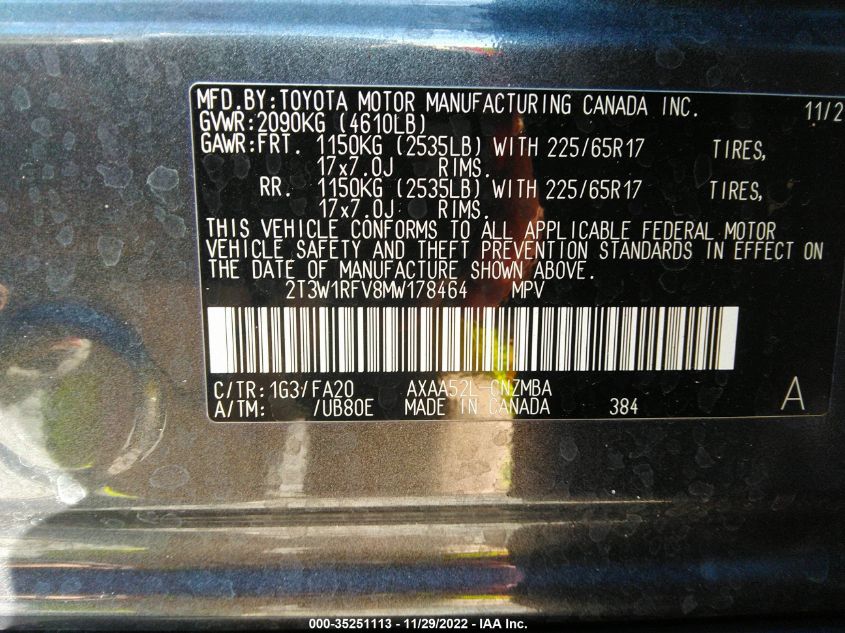 MFD.BY:TOYOTA MOTOR MANUFACTURING CANADA INC. 11/2
GVWR:2090KG (4610LB)
GAWR:FRT. 1150KG (2535LB) WITH 225/65R17 TIRES,
17x7.0J RIMS.
RR. 1150KG (2535LB) WITH 225/65R17 TIRES,
17x7.0J RIMS.
THIS VEHICLE CONFORMS TO ALL APPLICABLE FEDERAL MOTOR
VEHICLE SAFETY AND THEFT PREVENTION STANDARDS IN EFFECT ON
THE DATE OF MANUFACTURE SHOWN ABOVE.
2T3W1RFV8MW178464 MPV
C/TR:1G3/FA20 AXAA52L-CNZMBA
A/TM: /UB80E MADE IN CANADA 384 A
000-35251113 - 11/29/2022 - IAA Inc.